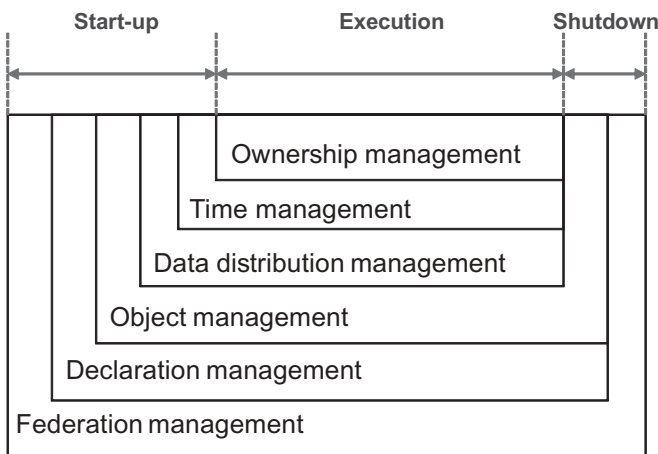 Start-up Execution Shutdown
Ownership management
Time management
Data distribution management
Object management
Declaration management
Federation management